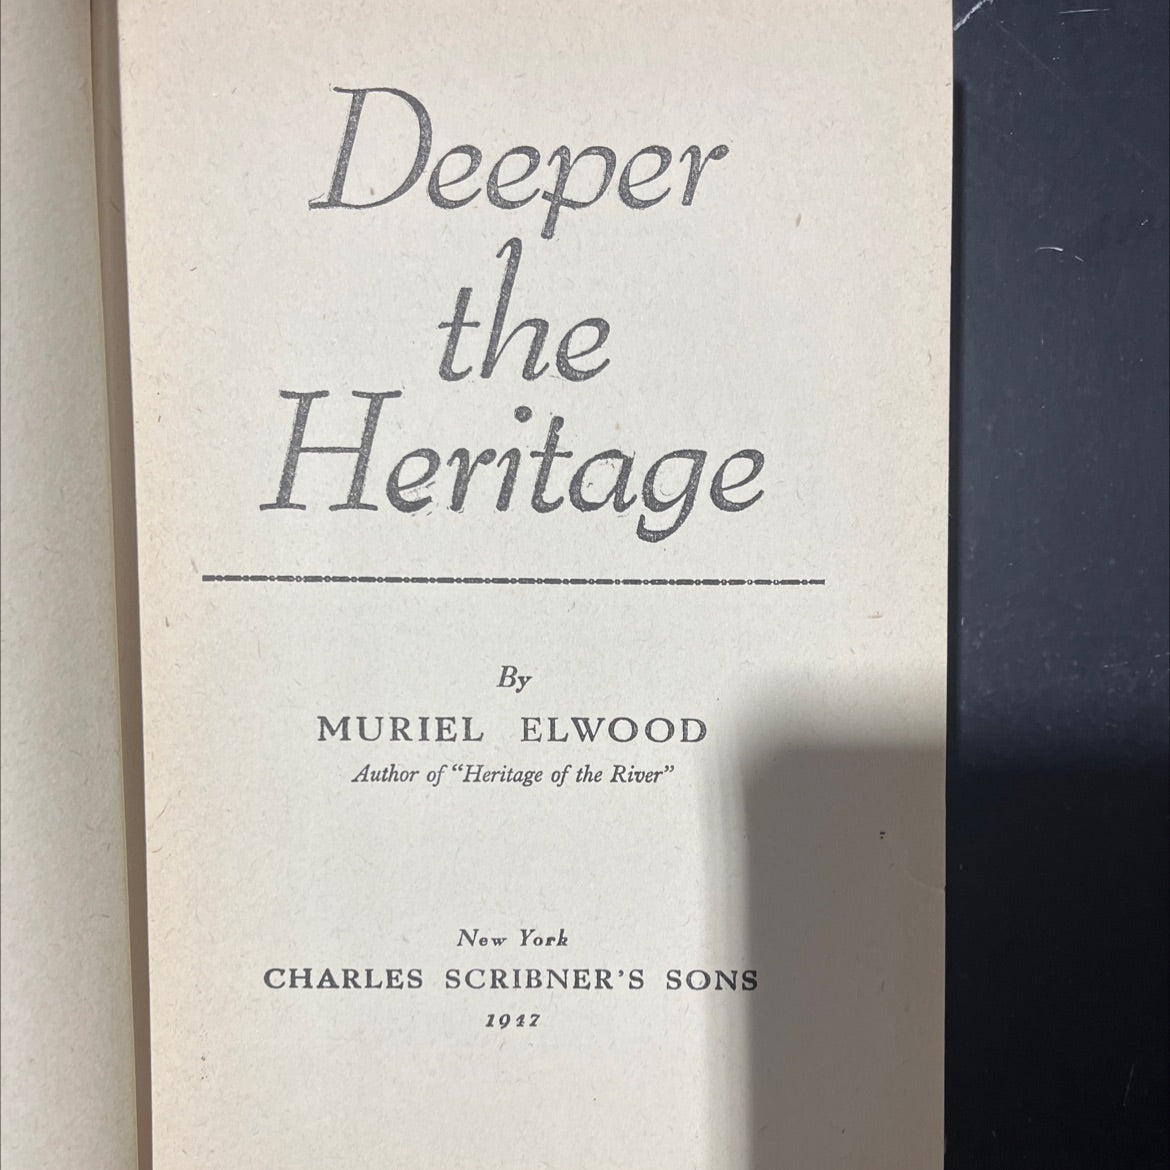 Deeper
the
Heritage
By
MURIEL ELWOOD
Author of “Heritage of the River”
New York
CHARLES SCRIBNER’S SONS
1947